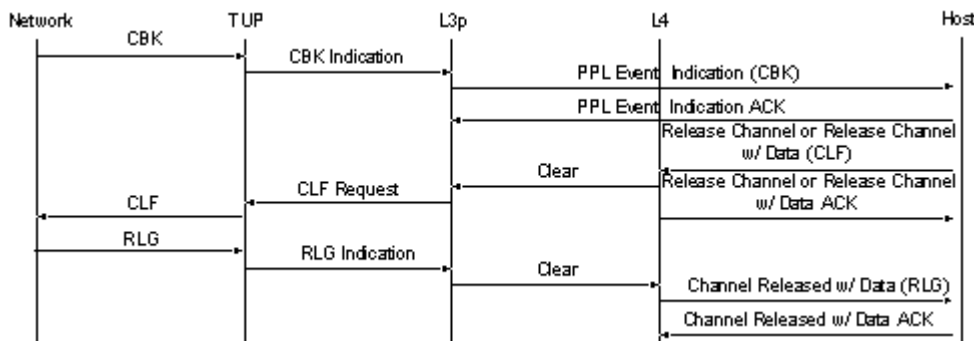 Network TUP L3p L4 Host
CBK
CBK Indication
PPL Event Indication (CBK)
PPL Event Indication ACK
Release Channel or Release Channel
w/ Data (CLF)
Clear
CLF Request
Release Channel or Release Channel
w/ Data ACK
CLF
RLG
RLG Indication
Clear
Channel Released w/ Data (RLG)
Channel Released w/ Data ACK